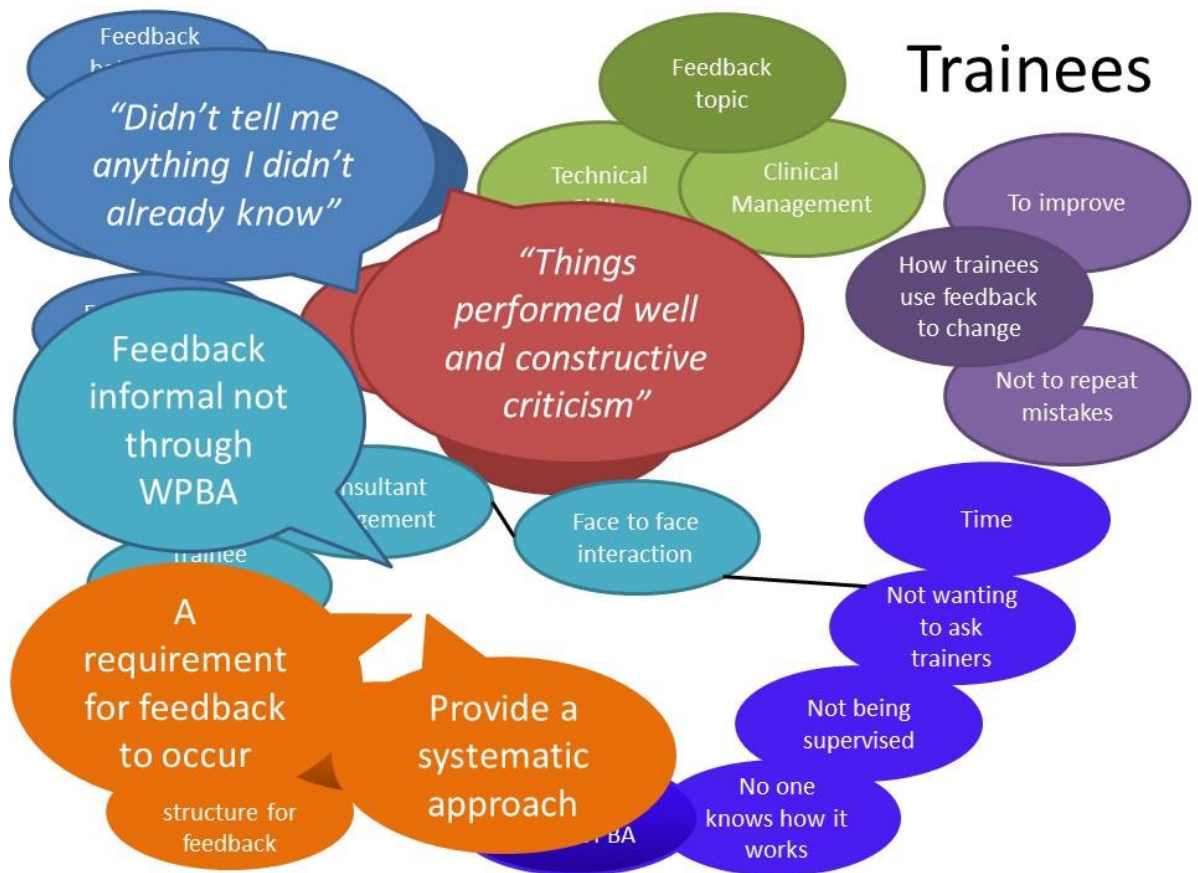 Trainees
Feedback
“Didn’t tell me
anything I didn’t
already know”
Feedback
topic
Technical
Clinical
Management
To improve
How trainees
use feedback
to change
Not to repeat
mistakes
“Things
performed well
and constructive
criticism”
Feedback
informal not
through
WPBA
Face to face
interaction
Trainee
Time
Not wanting
to ask
trainers
Not being
supervised
No one
knows how it
works
A
requirement
for feedback
to occur
Provide a
systematic
approach
structure for
feedback